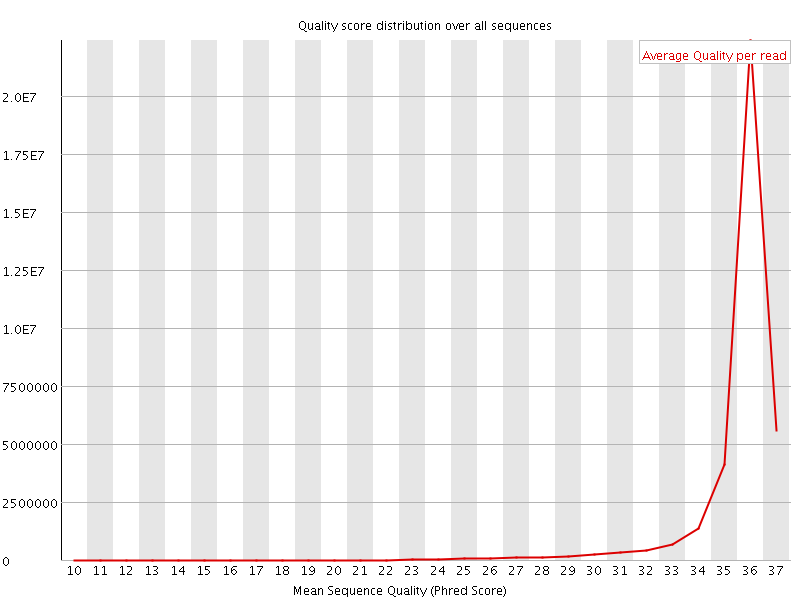 Quality score distribution over all sequences
Average Quality per read
2.0E7
1.75E7
1.5E7
1.25E7
1.0E7
7500000
5000000
2500000
0
10 11 12 13 14 15 16 17 18 19 20 21 22 23 24 25 26 27 28 29 30 31 32 33 34 35 36 37
Mean Sequence Quality (Phred Score)